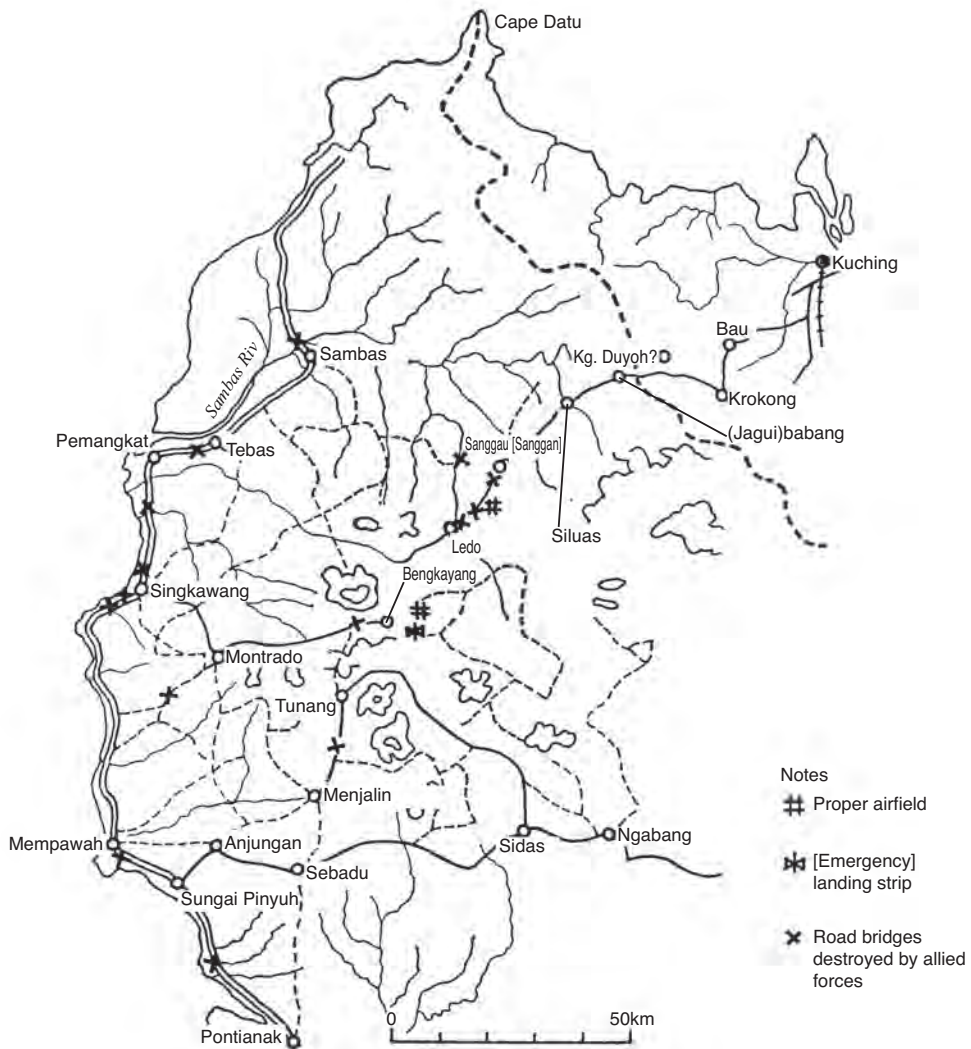 Cape Datu
Kuching
Bau
Kg. Duyoh?
Sambas
Sambas Riv
Krokong
(Jagui)babang
Pemangkat
Tebas
Sanggau [Sanggan]
Siluas
Ledo
Bengkayang
Singkawang
Montrado
Tunang
Notes
Proper airfield
Menjalin
Mempawah
Anjungan
Sidas
Ngabang
[Emergency]
landing strip
Sebadu
Sungai Pinyuh
Road bridges
destroyed by allied
forces
0
50km
Pontianak